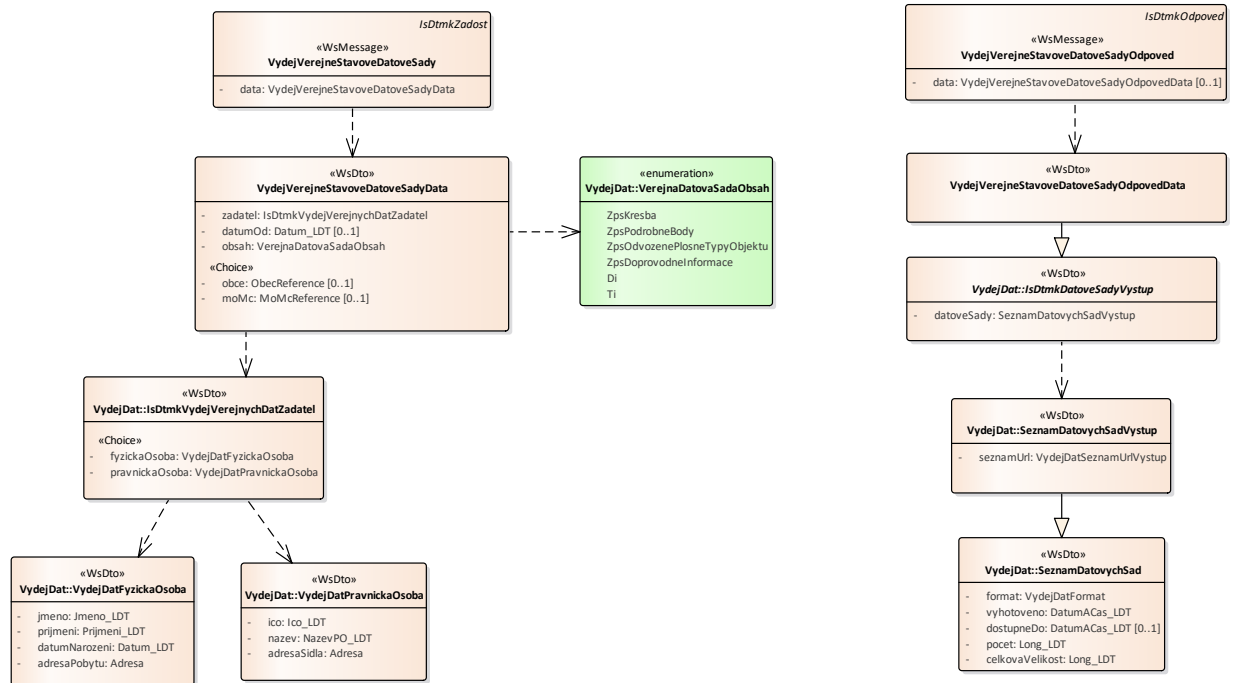 IsDtmkZadost
«WsMessage»
VydejVerejneStavoveDatoveSady
- data: VydejVerejneStavoveDatoveSadyData
«WsDto»
VydejVerejneStavoveDatoveSadyData
- zadatel: IsDtmkVydejVerejnychDatZadatel
- datumOd: Datum_LDT [0..1]
- obsah: VerejnaDatovaSadaObsah
«Choice»
- obce: ObecReference [0..1]
- moMc: MoMcReference [0..1]
«enumeration»
VydejDat::VerejnaDatovaSadaObsah
ZpsKresba
ZpsPodrobneBody
ZpsOdvozenePlosneTypyObjektu
ZpsDoprovodneInformace
Di
Ti
«WsDto»
VydejDat::IsDtmkVydejVerejnychDatZadatel
«Choice»
- fyzickaOsoba: VydejDatFyzickaOsoba
- pravnickaOsoba: VydejDatPravnickaOsoba
«WsDto»
VydejDat::VydejDatFyzickaOsoba
- jmeno: Jmeno_LDT
- prijmeni: Prijmeni_LDT
- datumNarozeni: Datum_LDT
- adresaPobytu: Adresa
«WsDto»
VydejDat::VydejDatPravnickaOsoba
- ico: Ico_LDT
- nazev: NazevPO_LDT
- adresaSidla: Adresa
IsDtmkOdpoved
«WsMessage»
VydejVerejneStavoveDatoveSadyOdpoved
- data: VydejVerejneStavoveDatoveSadyOdpovedData [0..1]
«WsDto»
VydejVerejneStavoveDatoveSadyOdpovedData
«WsDto»
VydejDat::IsDtmkDatoveSadyVystup
- datoveSady: SeznamDatovychSadVystup
«WsDto»
VydejDat::SeznamDatovychSadVystup
- seznamUrl: VydejDatSeznamUrlVystup
«WsDto»
VydejDat::SeznamDatovychSad
- format: VydejDatFormat
- vyhotoveno: DatumACas_LDT
- dostupneDo: DatumACas_LDT [0..1]
- pocet: Long_LDT
- celkovaVelikost: Long_LDT